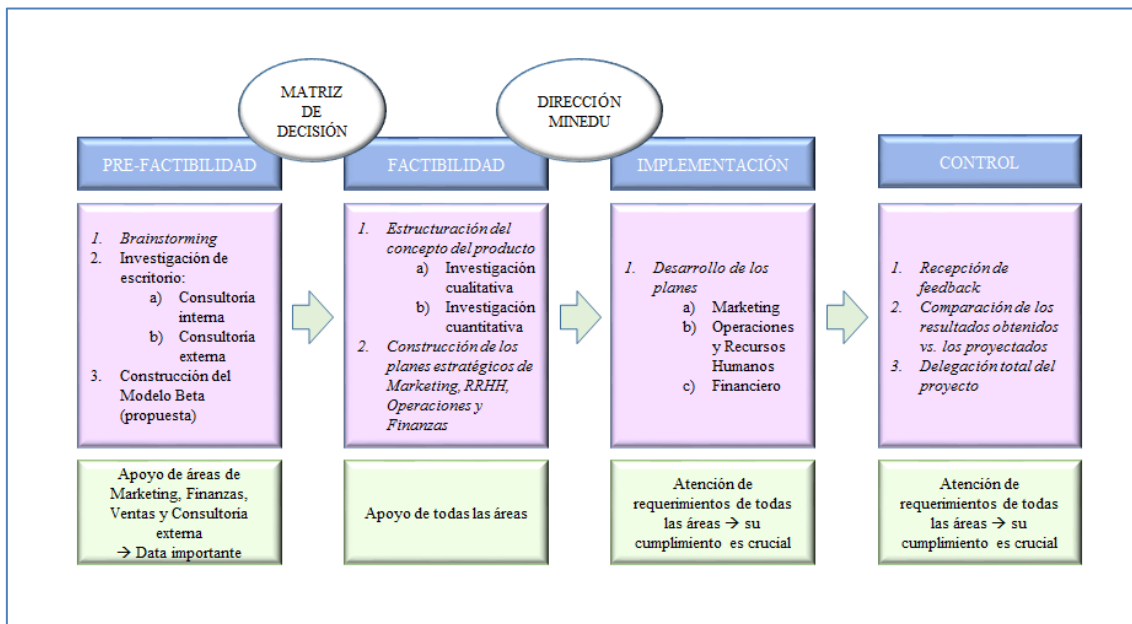 MATRIZ
DE
DECISIÓN
DIRECCIÓN
MINEDU
PRE-FACTIBILIDAD
FACTIBILIDAD
IMPLEMENTACIÓN
CONTROL
1. Brainstorming
2. Investigación de
escritorio:
a) Consultoría
interna
b) Consultoría
externa
3. Construcción del
Modelo Beta
(propuesta)
1. Estructuración del
concepto del producto
a) Investigación
cualitativa
b) Investigación
cuantitativa
2. Construcción de los
planes estratégicos de
Marketing, RRHH,
Operaciones y
Finanzas
1. Desarrollo de los
planes
a) Marketing
b) Operaciones
y Recursos
Humanos
c) Financiero
1. Recepción de
feedback
2. Comparación de los
resultados obtenidos
vs. los proyectados
3. Delegación total del
proyecto
Apoyo de áreas de
Marketing, Finanzas,
Ventas y Consultoría
externa
→ Data importante
Apoyo de todas las áreas
Atención de
requerimientos de todas
las áreas → su
cumplimiento es crucial
Atención de
requerimientos de todas
las áreas → su
cumplimiento es crucial